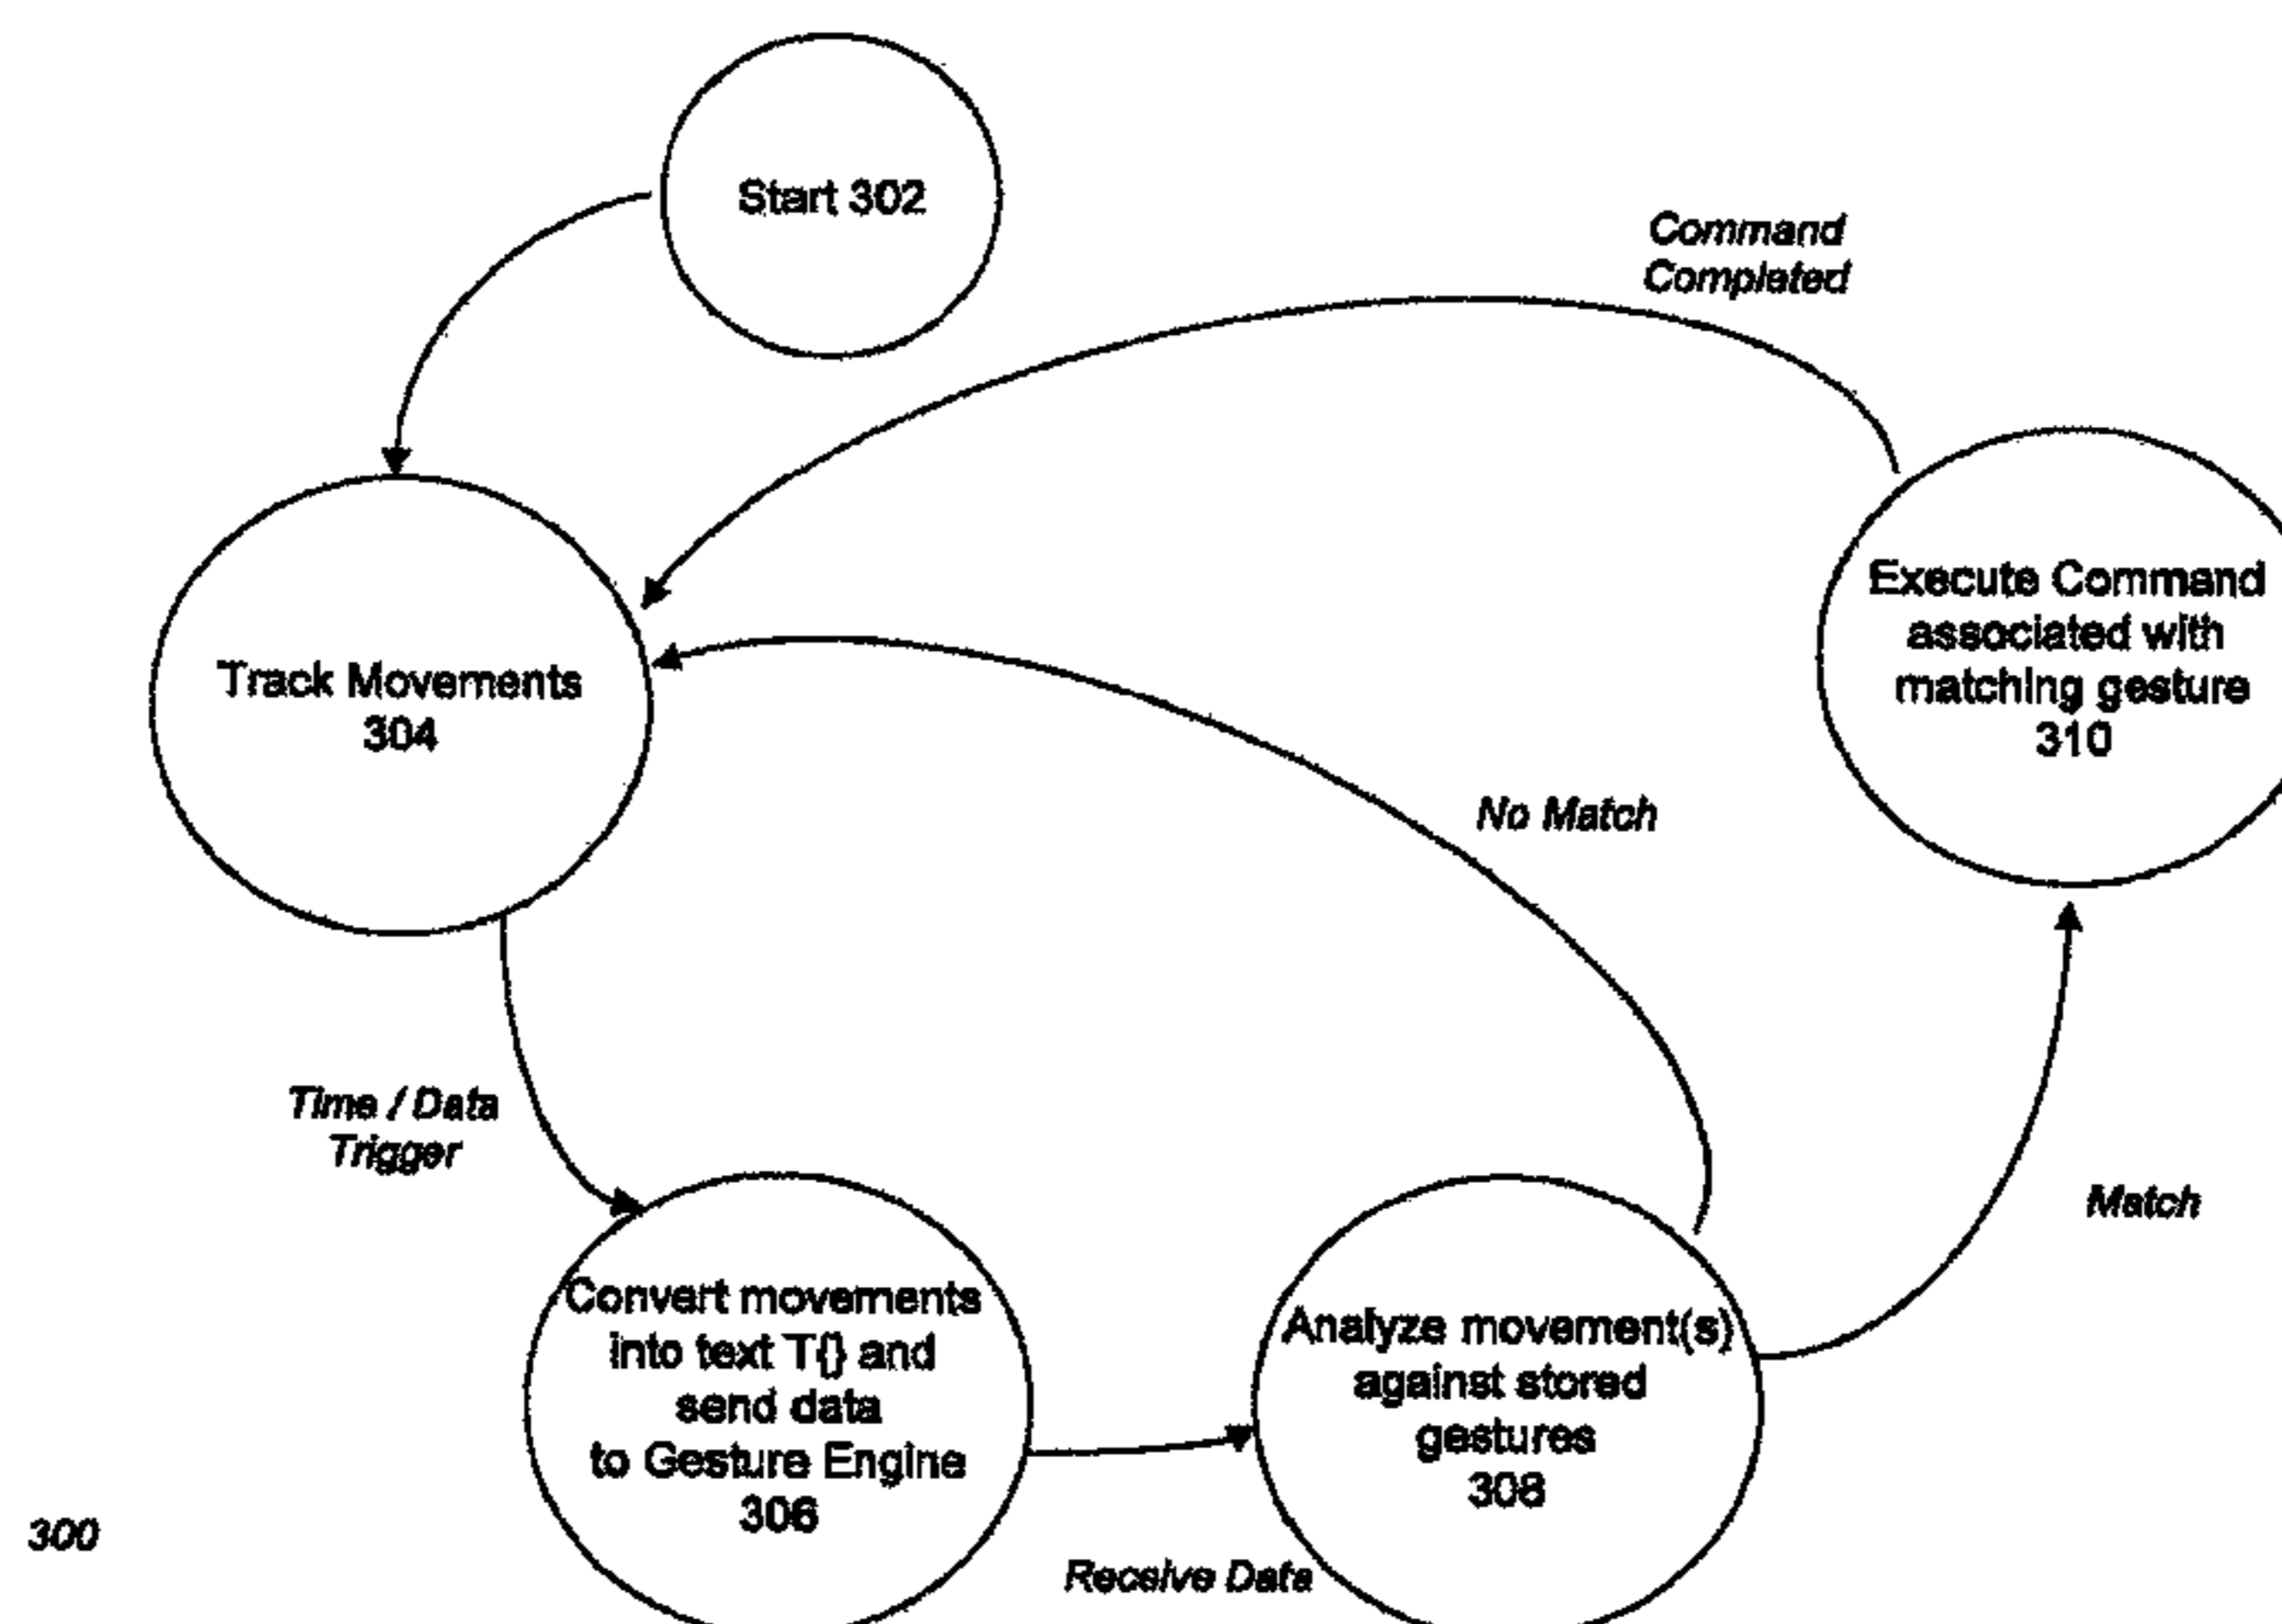 Start 302
Command
Completed
Execute Command
associated with
matching gesture
310
Track Movements
304
No Match
Time / Data
Trigger
Match
Convert movements
into text T{} and
send data
to Gesture Engine
306
Analyze movement(s)
against stored
gestures
308
Receive Data
300